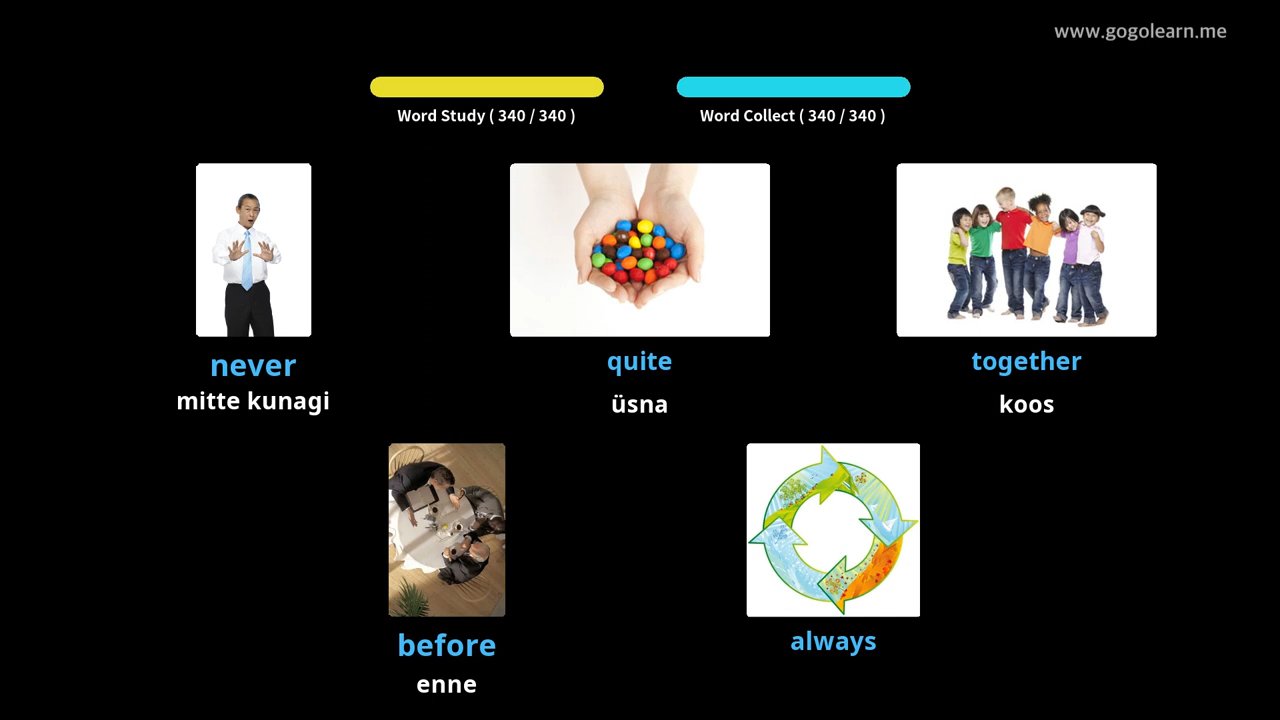 www.gogolearn.me
Word Study ( 340 / 340 )
Word Collect ( 340 / 340 )
never
mitte kunagi
quite
üsna
together
koos
before
enne
always